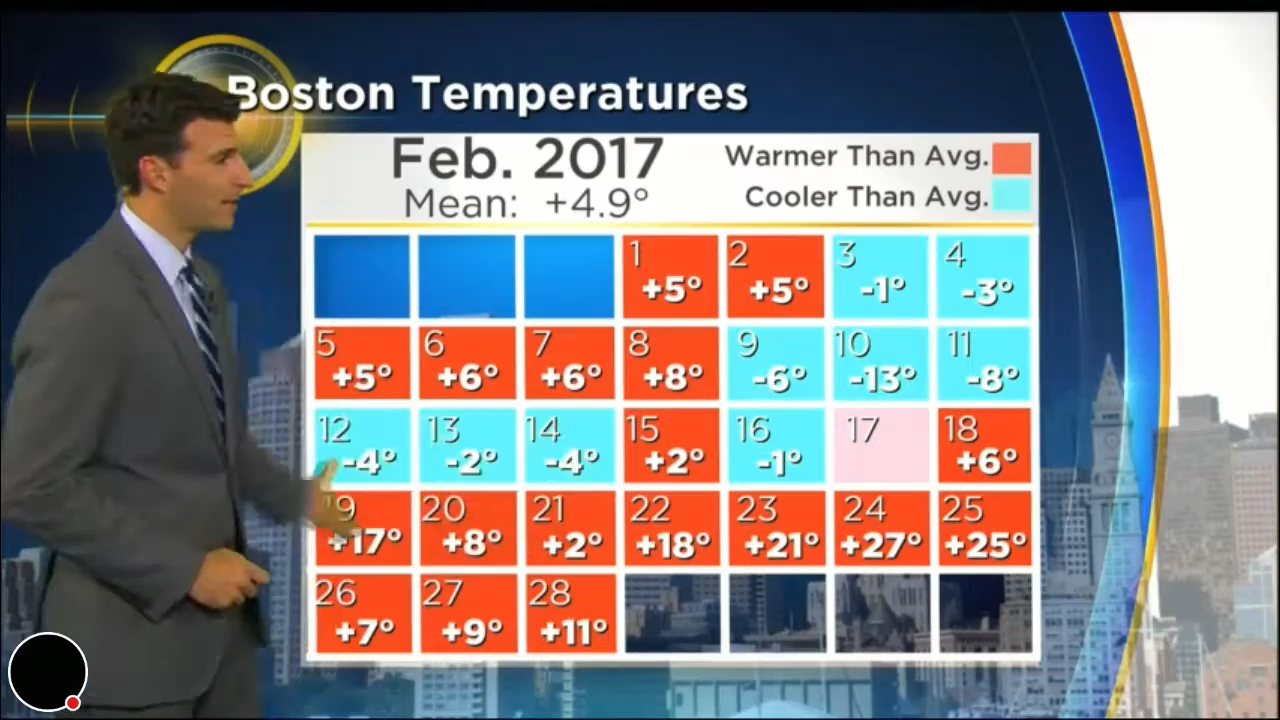 Boston Temperatures
Feb. 2017
Mean: +4.9°
Warmer Than Avg.
Cooler Than Avg.
1 2 3 4
+5° +5° -1° -3°
5 6 7 8 9 10 11
+5° +6° +6° +8° -6° -13° -8°
12 13 14 15 16 17 18
-4° -2° -4° +2° -1° +6°
19 20 21 22 23 24 25
+17° +8° +2° +18° +21° +27° +25°
26 27 28
+7° +9° +11°